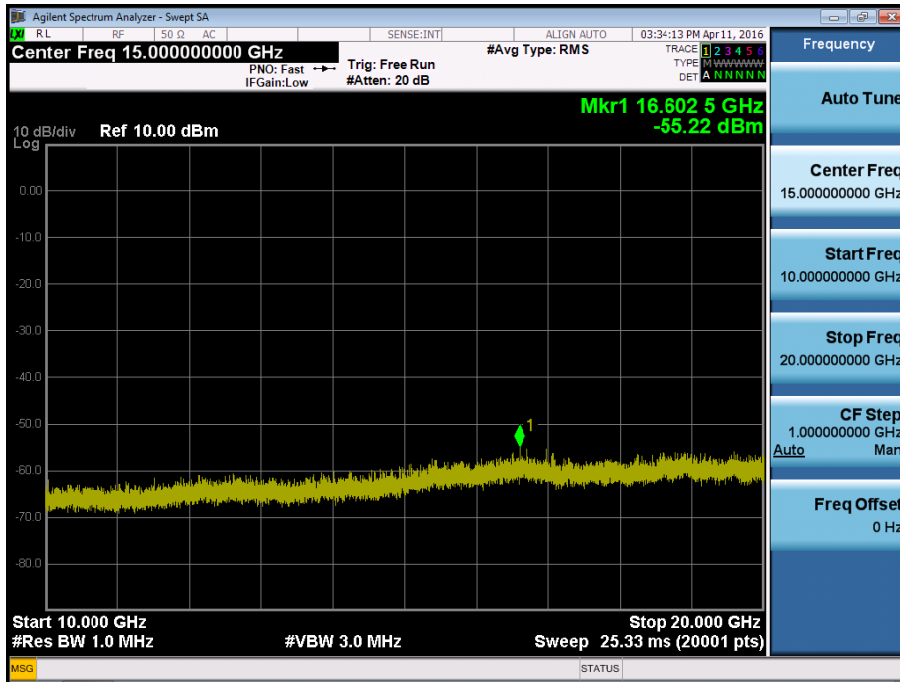 Agilent Spectrum Analyzer - Swept SA
LXI RL RF 50 Ω AC SENSE:INT ALIGN AUTO 03:34:13 PM Apr 11, 2016
Center Freq 15.000000000 GHz
PNO: Fast
IFGain:Low
Trig: Free Run
#Atten: 20 dB
#Avg Type: RMS
TRACE 1 2 3 4 5 6
TYPE M WWWWW
DET A N N N N N
Mkr1 16.602 5 GHz
-55.22 dBm
10 dB/div Ref 10.00 dBm
Log
0.00
-10.0
-20.0
-30.0
-40.0
-50.0
-60.0
-70.0
-80.0
1
Start 10.000 GHz Stop 20.000 GHz
#Res BW 1.0 MHz #VBW 3.0 MHz Sweep 25.33 ms (20001 pts)
MSG STATUS
Frequency
Auto Tune
Center Freq
15.000000000 GHz
Start Freq
10.000000000 GHz
Stop Freq
20.000000000 GHz
CF Step
1.000000000 GHz
Auto Man
Freq Offset
0 Hz